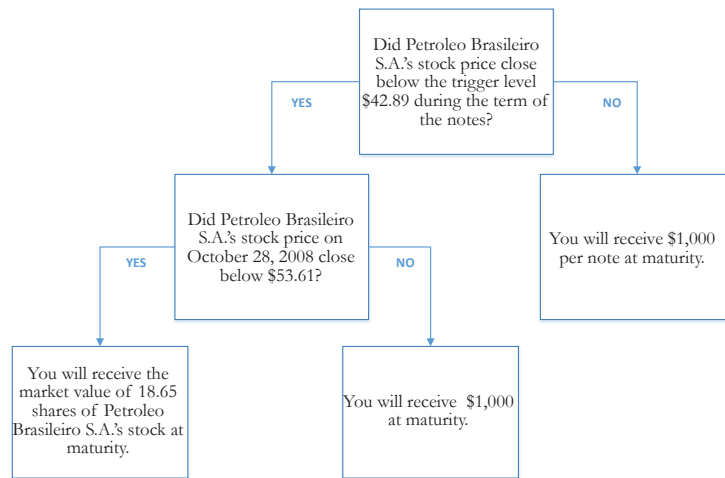 Did Petroleo Brasileiro
S.A.'s stock price close
below the trigger level
$42.89 during the term of
the notes?
YES
NO
Did Petroleo Brasileiro
S.A.'s stock price on
October 28, 2008 close
below $53.61?
You will receive $1,000
per note at maturity.
YES
NO
You will receive the
market value of 18.65
shares of Petroleo
Brasileiro S.A.'s stock at
maturity.
You will receive $1,000
at maturity.